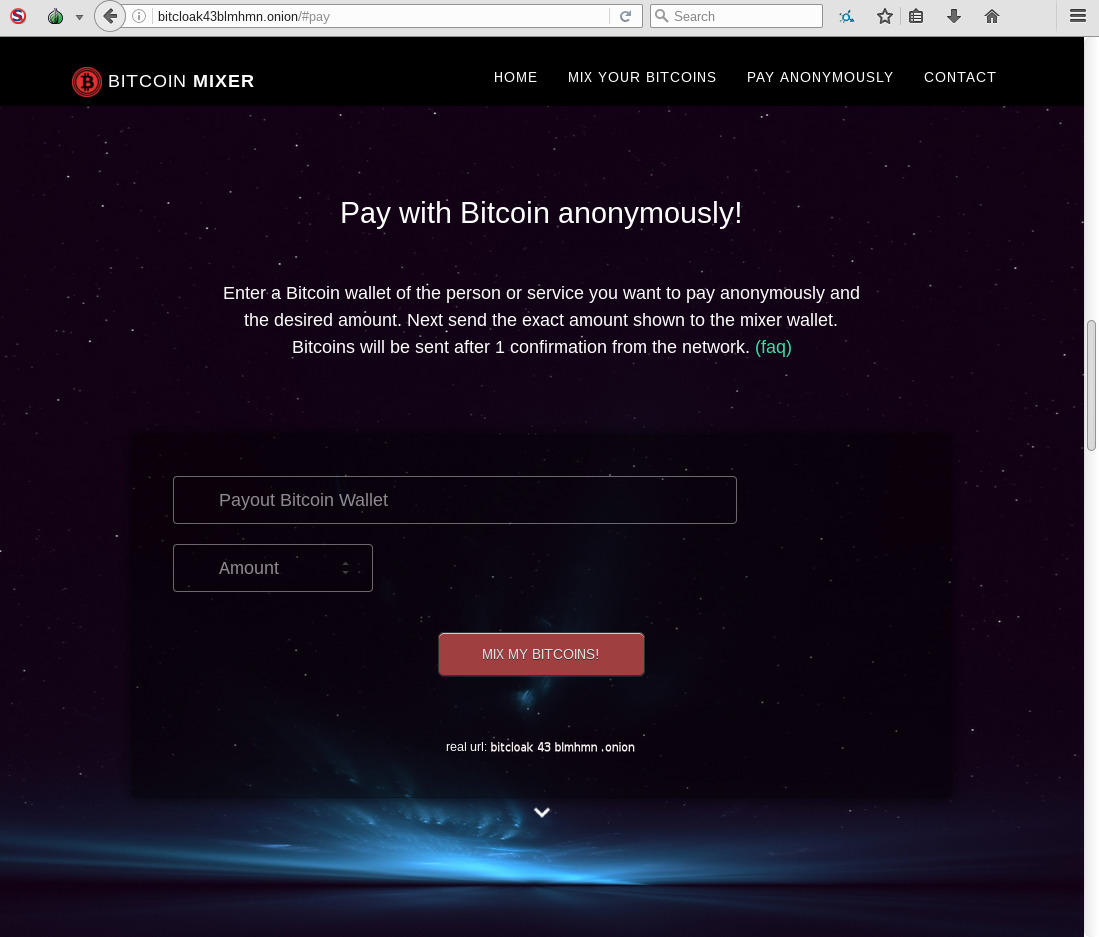 bitcloak43blmhmn.onion/#pay
Search
BITCOIN MIXER
HOME
MIX YOUR BITCOINS
PAY ANONYMOUSLY
CONTACT
Pay with Bitcoin anonymously!
Enter a Bitcoin wallet of the person or service you want to pay anonymously and
the desired amount. Next send the exact amount shown to the mixer wallet.
Bitcoins will be sent after 1 confirmation from the network. (faq)
Payout Bitcoin Wallet
Amount
MIX MY BITCOINS!
real url: bitcloak 43 blmhmn .onion